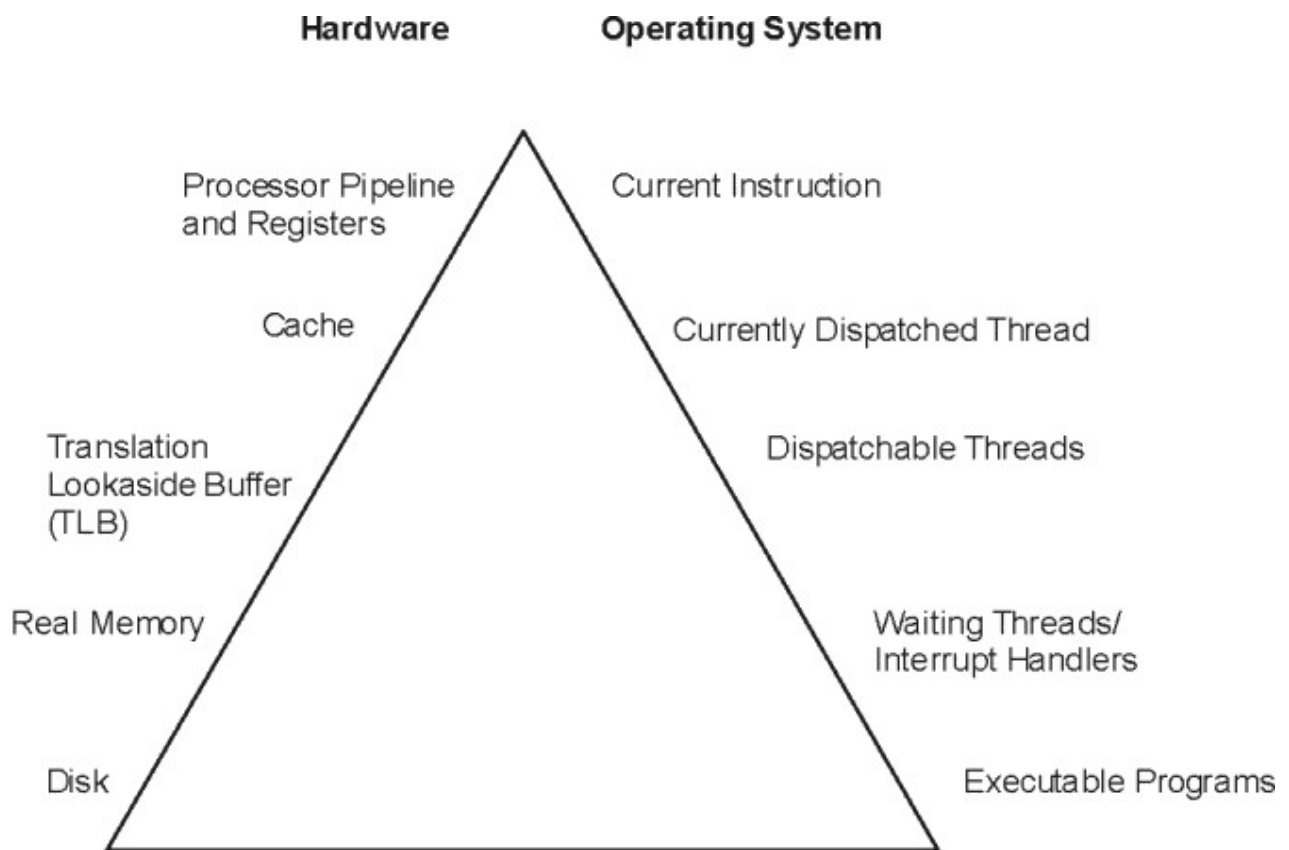 Hardware
Operating System
Processor Pipeline
and Registers
Current Instruction
Cache
Currently Dispatched Thread
Translation
Lookaside Buffer
(TLB)
Dispatchable Threads
Real Memory
Waiting Threads/
Interrupt Handlers
Disk
Executable Programs